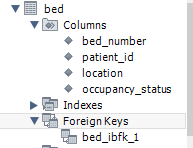 bed
Columns
bed_number
patient_id
location
occupancy_status
Indexes
Foreign Keys
bed_ibfk_1